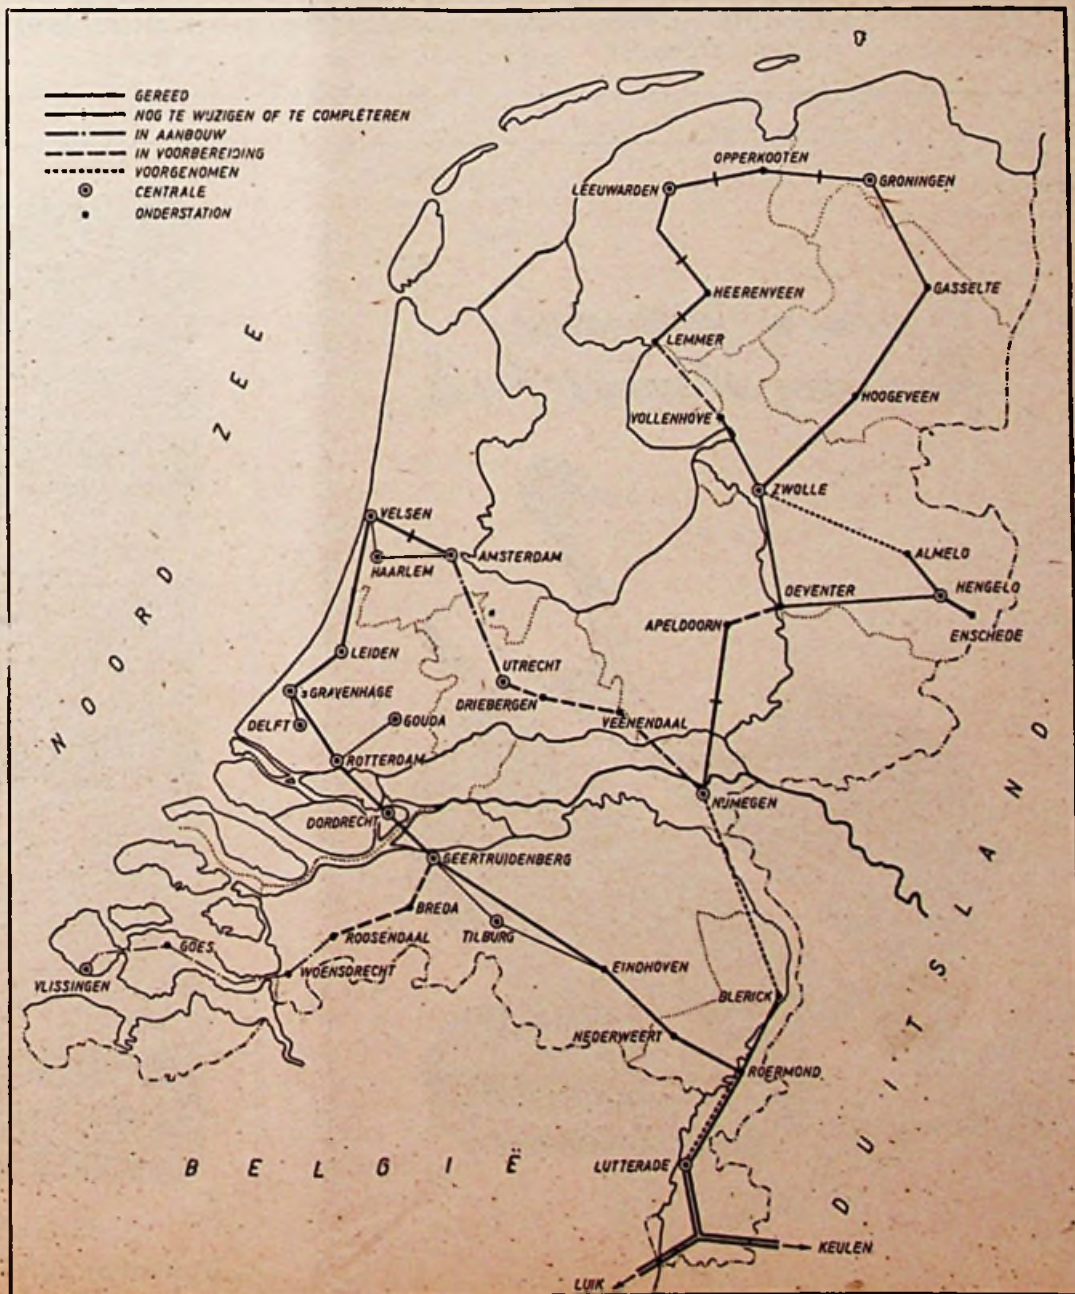 GEREED
NOG TE WIJZIGEN OF TE COMPLETEREN
IN AANBOUW
IN VOORBEREIDING
VOORGENOMEN
CENTRALE
ONDERSTATION
OPPERKOOTEN
LEEUWARDEN
GRONINGEN
HEERENVEEN
GASSELTE
LEMMER
HOOGEVEEN
VOLLENHOVE
ZWOLLE
VELSEN
AMSTERDAM
HAARLEM
ALMELO
HENGELO
DEVENTER
APELDOORN
ENSCHEDE
LEIDEN
UTRECHT
'sGRAVENHAGE
DRIEBERGEN
VEENENDAAL
DELFT
GOUDA
ROTTERDAM
NIJMEGEN
DORDRECHT
GEERTRUIDENBERG
BREDA
TILBURG
ROOSENDAAL
GOES
WOENSDRECHT
VLISSINGEN
EINDHOVEN
BLERICK
NEDERWEERT
ROERMOND
LUTTERADE
KEULEN
LUIK
NOORDZEE
BELGIË
DUITSLAND